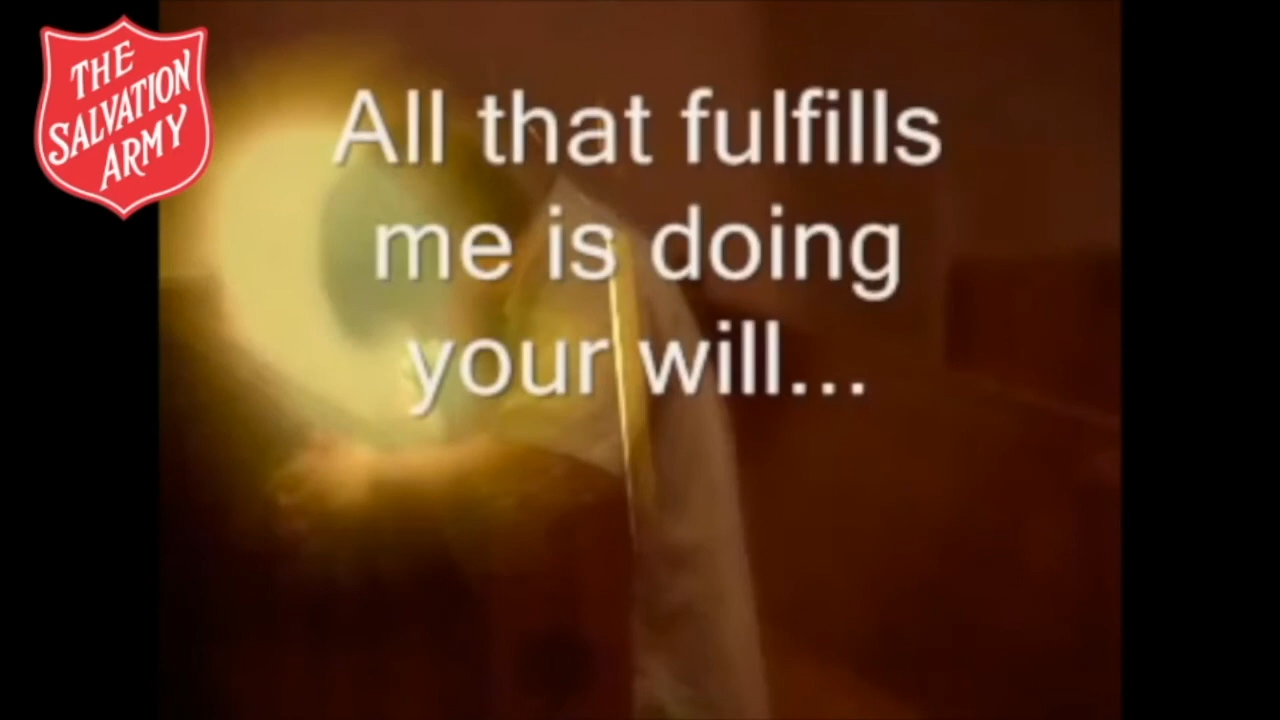 THE
SALVATION
ARMY
All that fulfills
me is doing
your will...